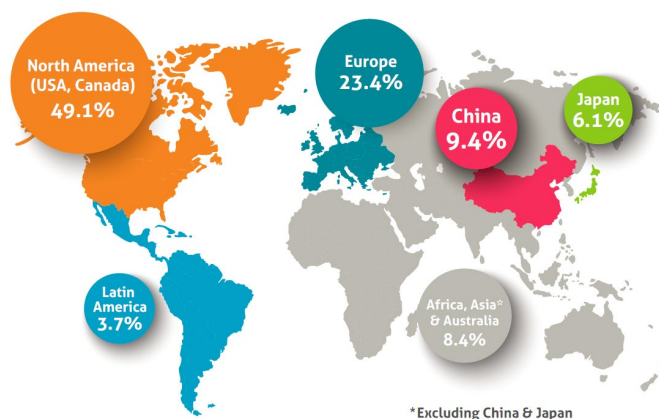 North America
(USA, Canada)
49.1%
Europe
23.4%
China
9.4%
Japan
6.1%
Latin
America
3.7%
Africa, Asia☆
& Australia
8.4%
*Excluding China & Japan